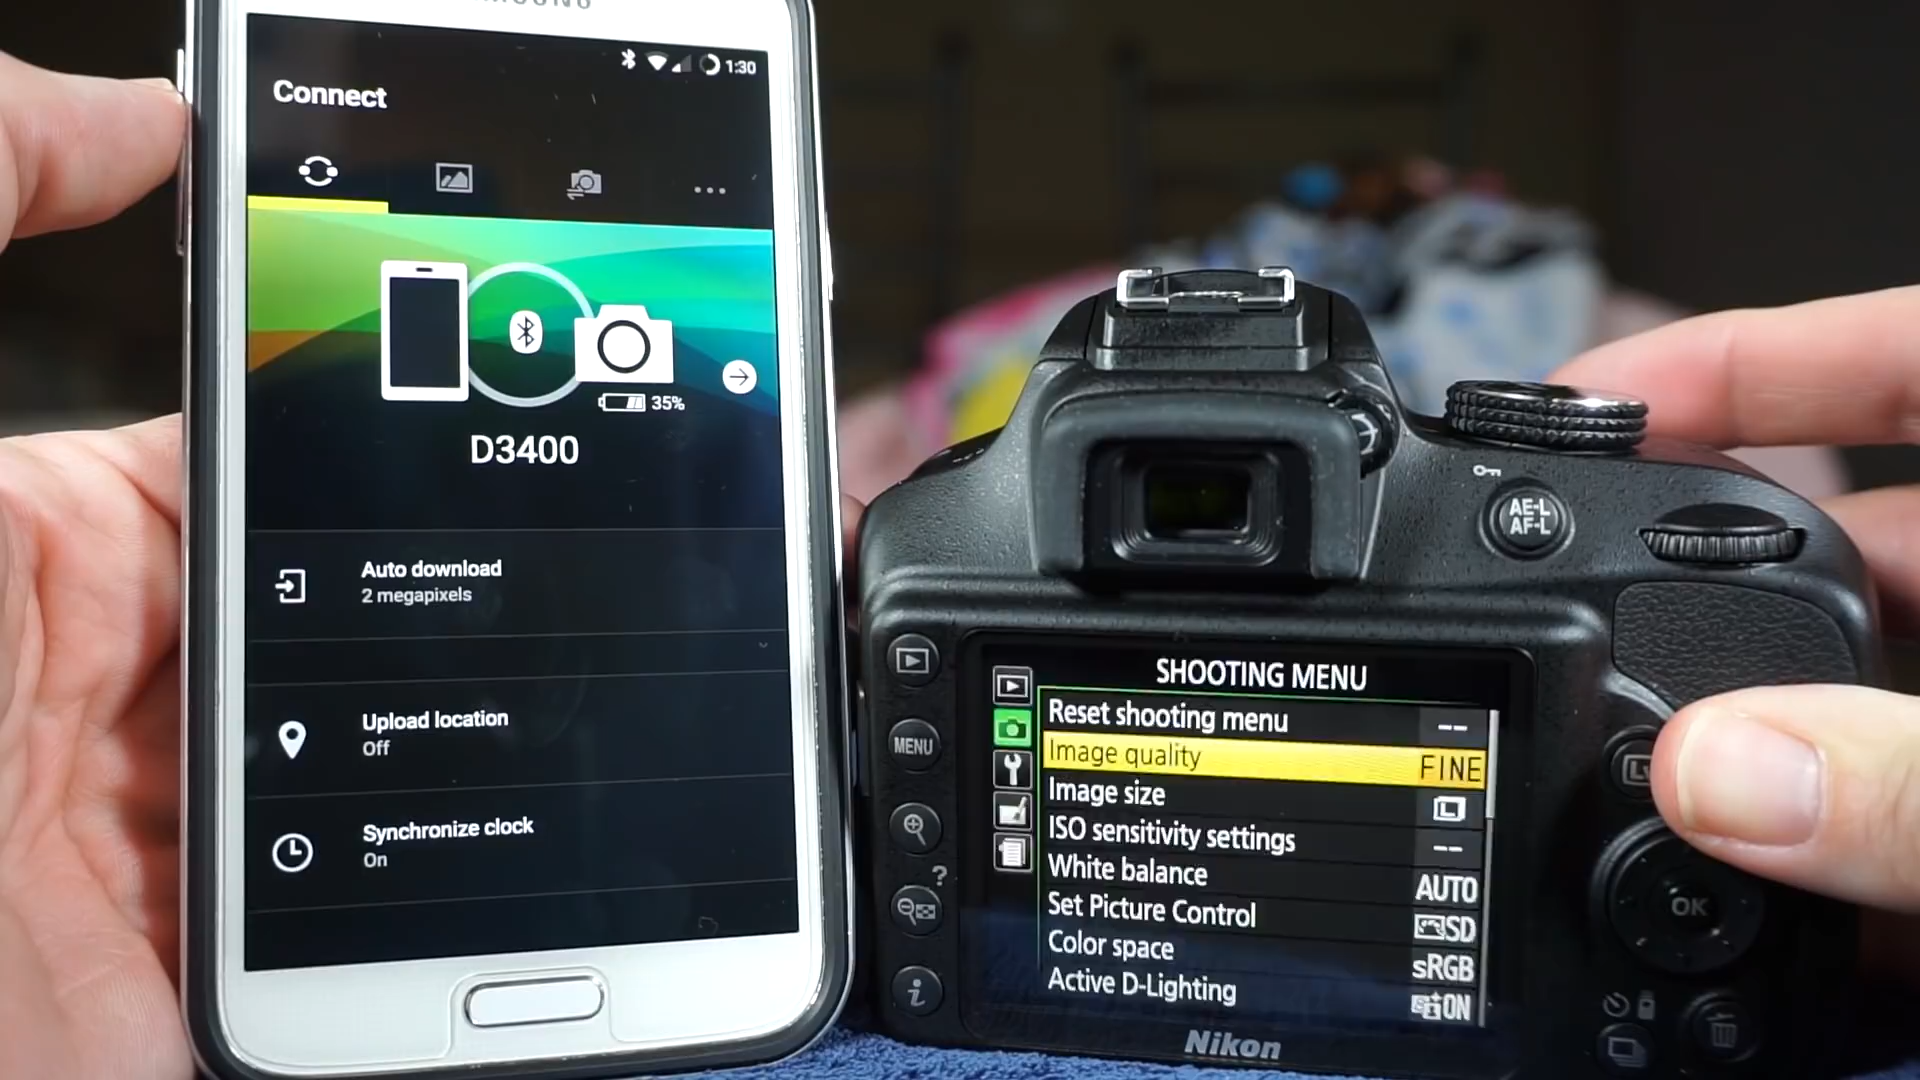 SAMSUNG
1:30
Connect
35%
D3400
Auto download
2 megapixels
Upload location
Off
Synchronize clock
On
AE-L
AF-L
MENU
?
i
SHOOTING MENU
Reset shooting menu --
Image quality FINE
Image size L
ISO sensitivity settings --
White balance AUTO
Set Picture Control SD
Color space sRGB
Active D-Lighting ON
Lv
OK
Nikon